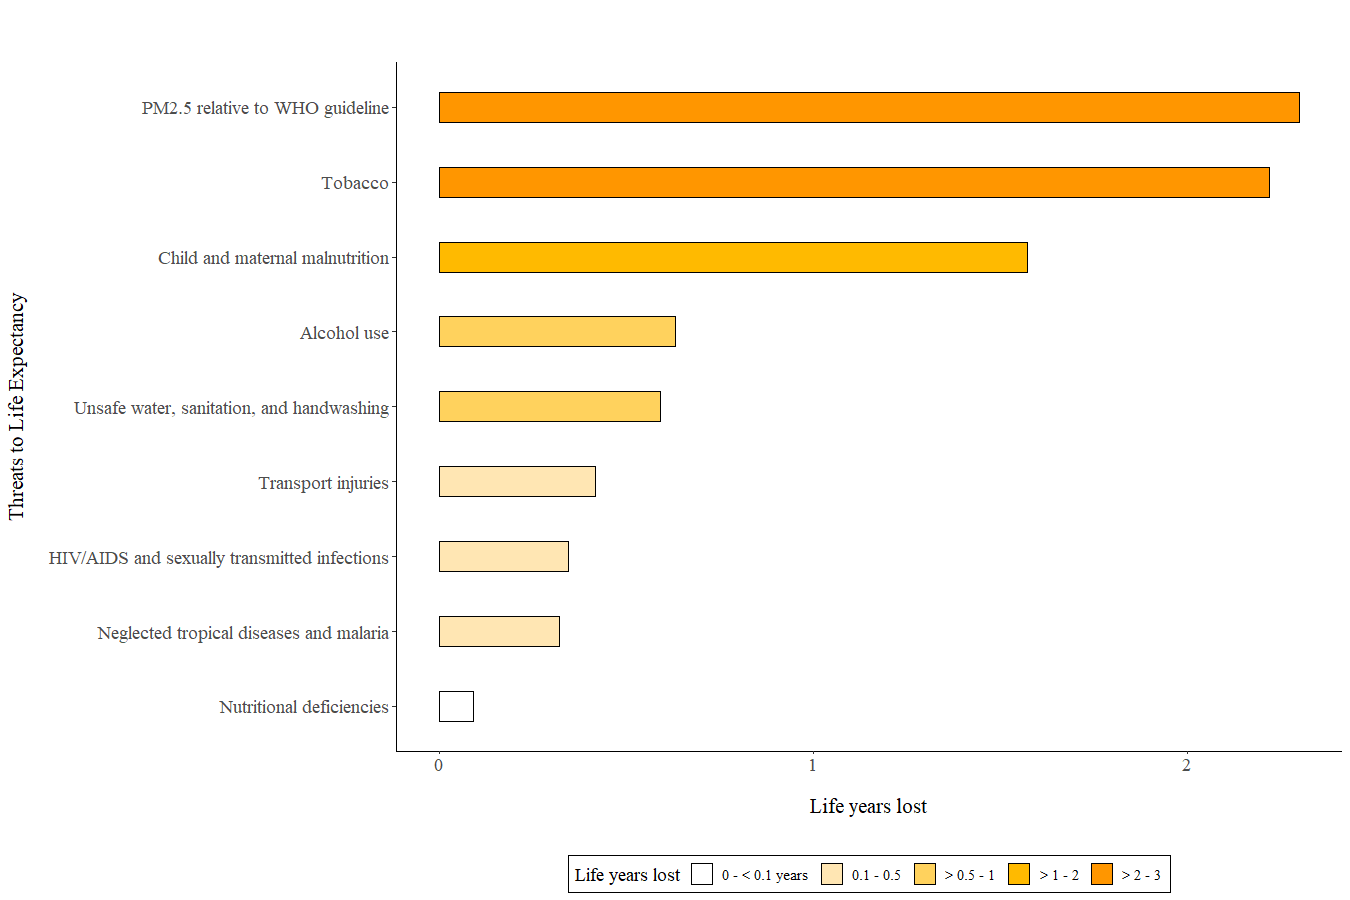 PM2.5 relative to WHO guideline
Tobacco
Child and maternal malnutrition
Alcohol use
Unsafe water, sanitation, and handwashing
Transport injuries
HIV/AIDS and sexually transmitted infections
Neglected tropical diseases and malaria
Nutritional deficiencies
Threats to Life Expectancy
0 1 2
Life years lost
Life years lost 0 - < 0.1 years 0.1 - 0.5 > 0.5 - 1 > 1 - 2 > 2 - 3